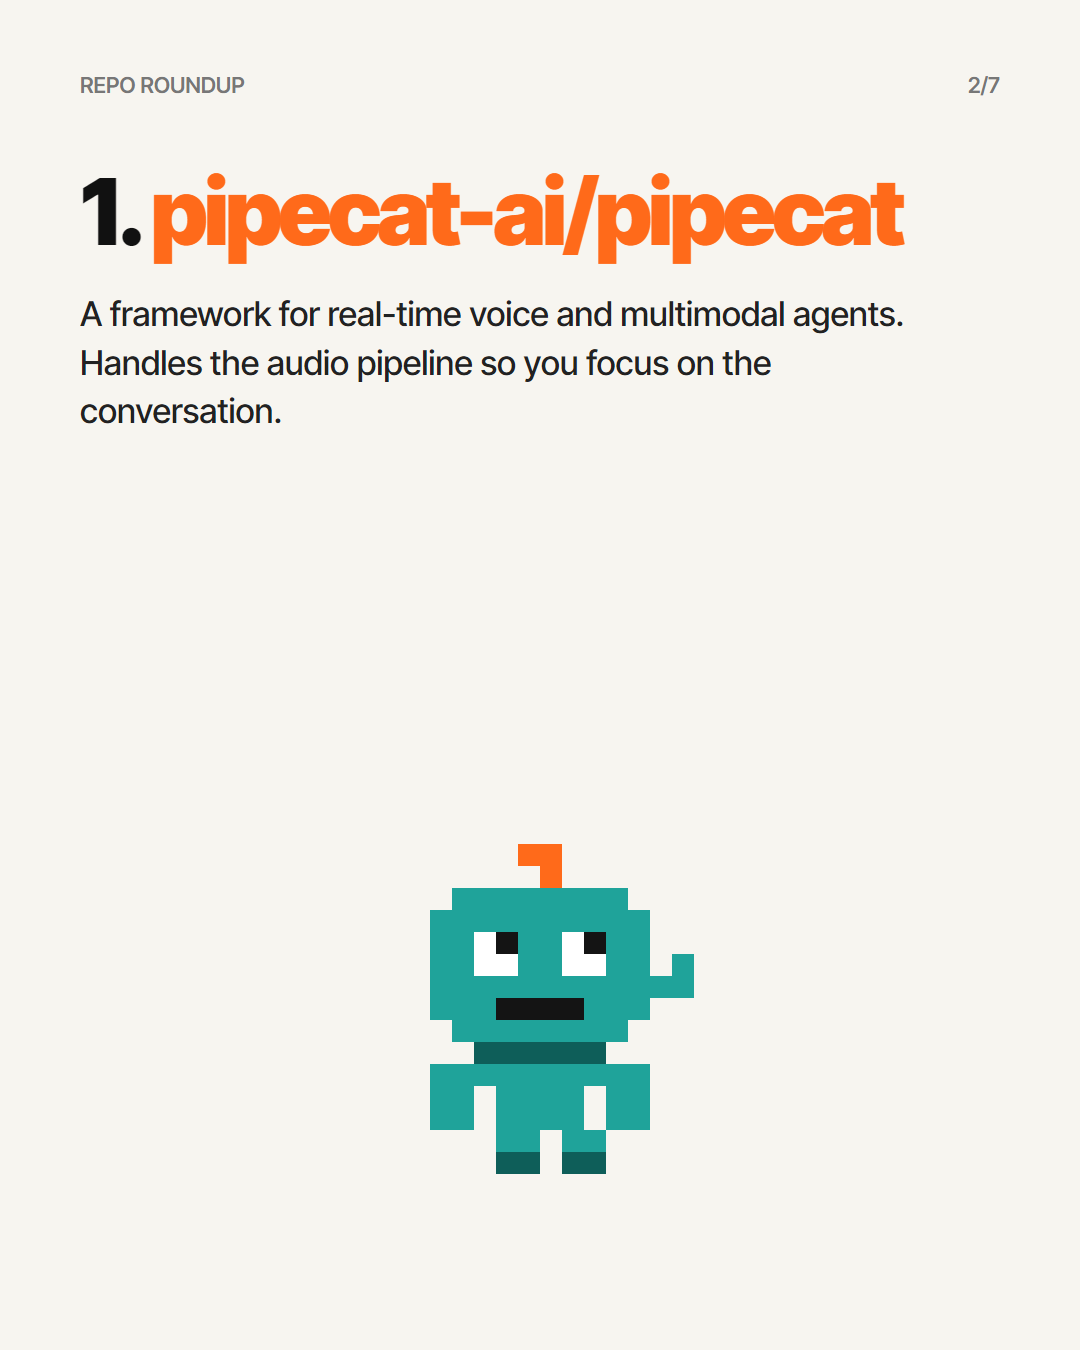 REPO ROUNDUP
2/7
1. pipecat-ai/pipecat
A framework for real-time voice and multimodal agents.
Handles the audio pipeline so you focus on the
conversation.